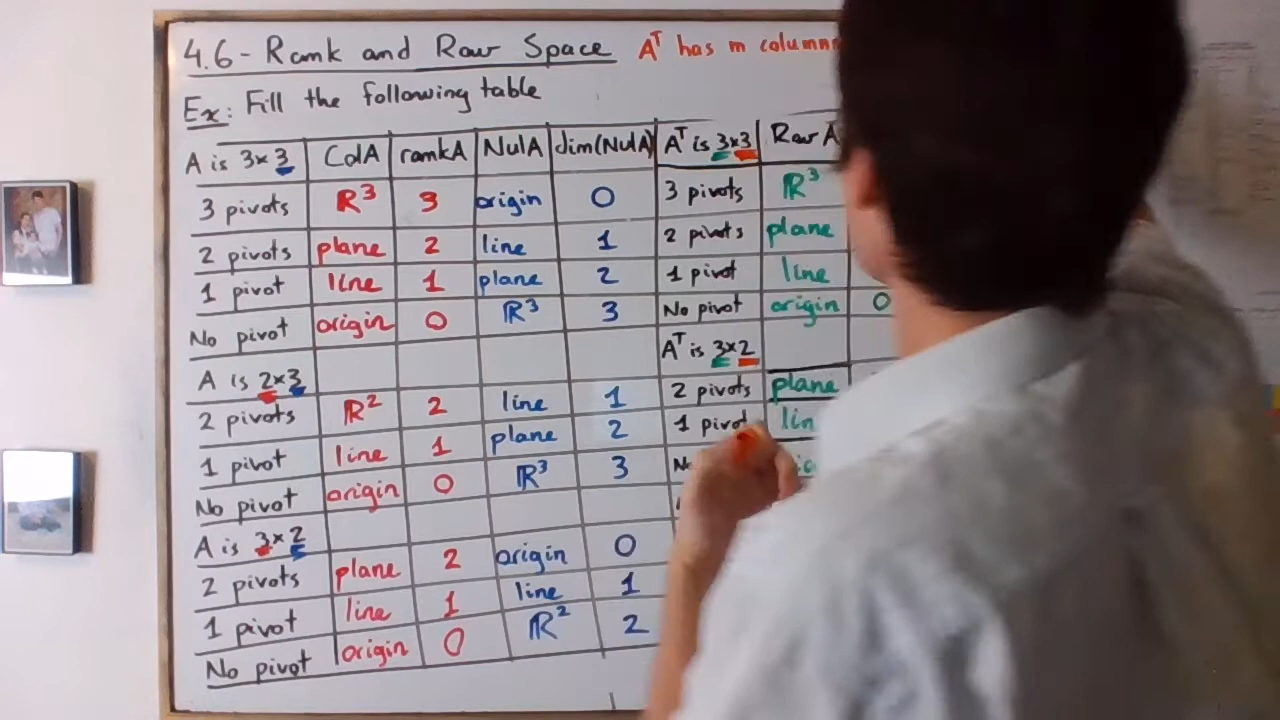 4.6 - Rank and Row Space A^T has m columns
Ex: Fill the following table
A is 3×3 ColA rankA NulA dim(NulA) A^T is 3×3 Row A
3 pivots ℝ³ 3 origin 0 3 pivots ℝ³
2 pivots plane 2 line 1 2 pivots plane
1 pivot line 1 plane 2 1 pivot line
No pivot origin 0 ℝ³ 3 No pivot origin 0
A is 2×3 A^T is 3×2
2 pivots ℝ² 2 line 1 2 pivots plane
1 pivot line 1 plane 2 1 pivot
No pivot origin 0 ℝ³ 3
A is 3×2
2 pivots plane 2 origin 0
1 pivot line 1 line 1
No pivot origin 0 ℝ² 2